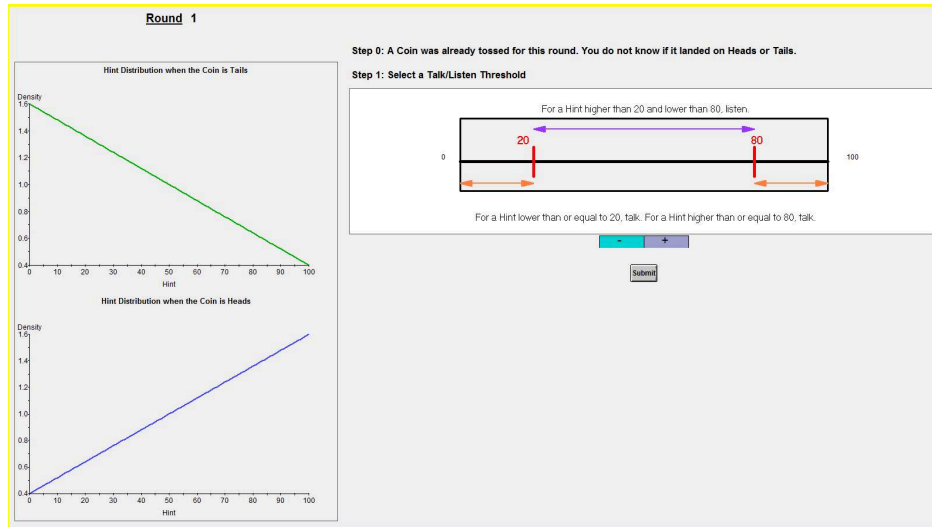 Round 1
Step 0: A Coin was already tossed for this round. You do not know if it landed on Heads or Tails.
Step 1: Select a Talk/Listen Threshold
Hint Distribution when the Coin is Tails
Density
1.6
1.4
1.2
1.0
0.8
0.6
0.4
0 10 20 30 40 50 60 70 80 90 100
Hint
For a Hint higher than 20 and lower than 80, listen.
20 80
0 100
For a Hint lower than or equal to 20, talk. For a Hint higher than or equal to 80, talk.
- +
Submit
Hint Distribution when the Coin is Heads
Density
1.6
1.4
1.2
1.0
0.8
0.6
0.4
0 10 20 30 40 50 60 70 80 90 100
Hint